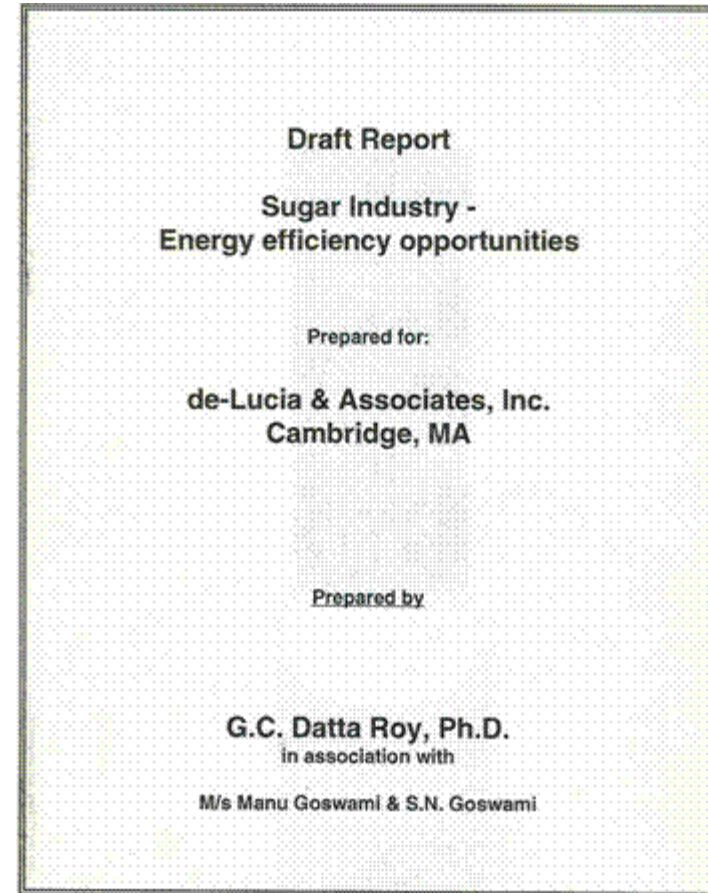 Draft Report
Sugar Industry -
Energy efficiency opportunities
Prepared for:
de-Lucia & Associates, Inc.
Cambridge, MA
Prepared by
G.C. Datta Roy, Ph.D.
in association with
M/s Manu Goswami & S.N. Goswami